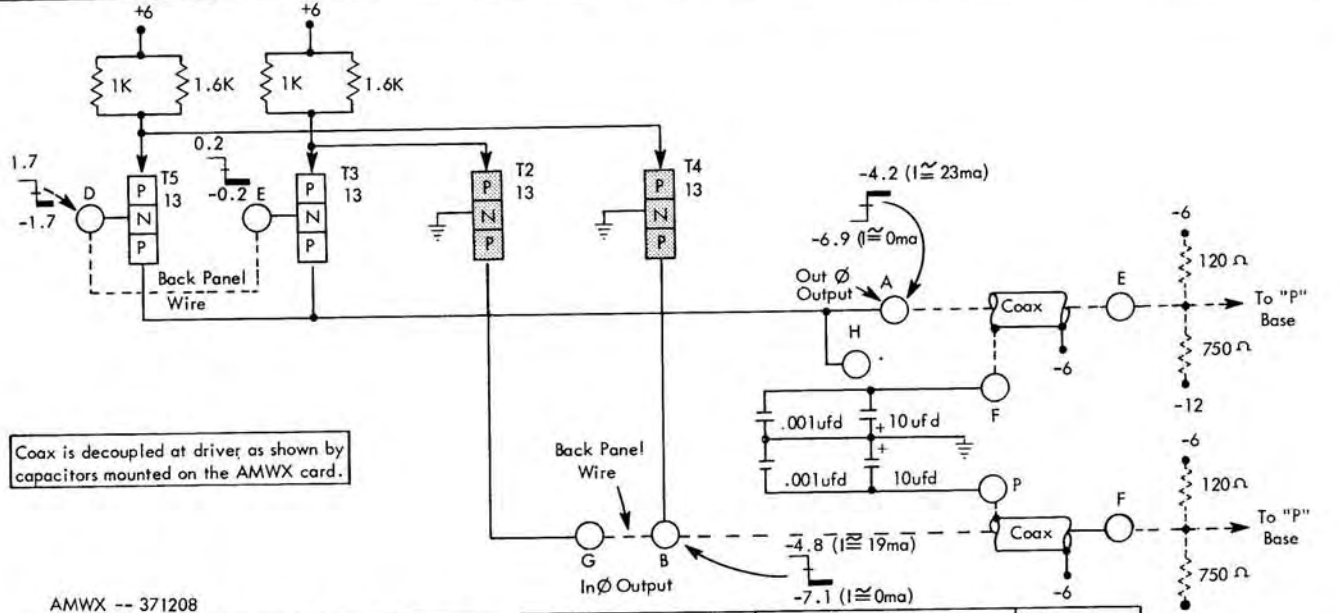 +6
+6
1K
1.6K
1K
1.6K
1.7
-1.7
D
T5
13
0.2
-0.2
E
T3
13
T2
13
T4
13
P
N
P
P
N
P
P
N
P
P
N
P
Back Panel
Wire
-4.2 (I≅ 23ma)
-6.9 (I≅0ma
Out Ø
Output
A
H
Coax
-6
E
-6
120 Ω
To "P"
Base
750 Ω
-12
F
.001ufd
+ 10ufd
+
.001ufd
10ufd
P
Coax is decoupled at driver as shown by
capacitors mounted on the AMWX card.
Back Panel
Wire
G
B
InØ Output
-4.8 (I≅ 19ma)
-7.1 (I≅0ma)
Coax
-6
F
-6
120 Ω
To "P"
Base
750 Ω
AMWX -- 371208